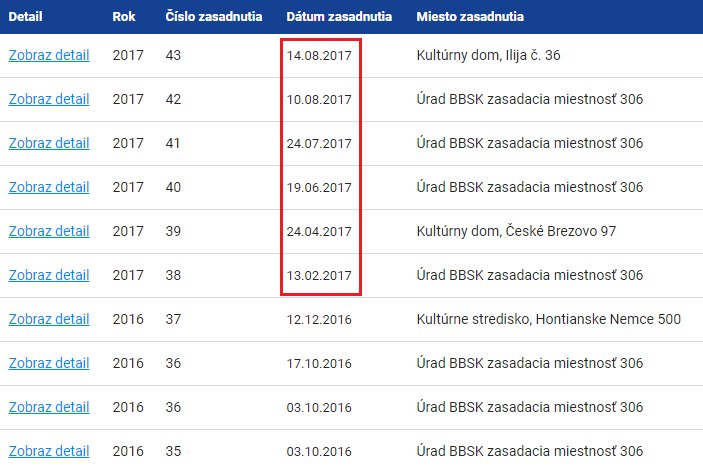 Detail Rok Číslo zasadnutia Dátum zasadnutia Miesto zasadnutia
Zobraz detail 2017 43 14.08.2017 Kultúrny dom, Ilija č. 36
Zobraz detail 2017 42 10.08.2017 Úrad BBSK zasadacia miestnosť 306
Zobraz detail 2017 41 24.07.2017 Úrad BBSK zasadacia miestnosť 306
Zobraz detail 2017 40 19.06.2017 Úrad BBSK zasadacia miestnosť 306
Zobraz detail 2017 39 24.04.2017 Kultúrny dom, České Brezovo 97
Zobraz detail 2017 38 13.02.2017 Úrad BBSK zasadacia miestnosť 306
Zobraz detail 2016 37 12.12.2016 Kultúrne stredisko, Hontianske Nemce 500
Zobraz detail 2016 36 17.10.2016 Úrad BBSK zasadacia miestnosť 306
Zobraz detail 2016 36 03.10.2016 Úrad BBSK zasadacia miestnosť 306
Zobraz detail 2016 35 03.10.2016 Úrad BBSK zasadacia miestnosť 306